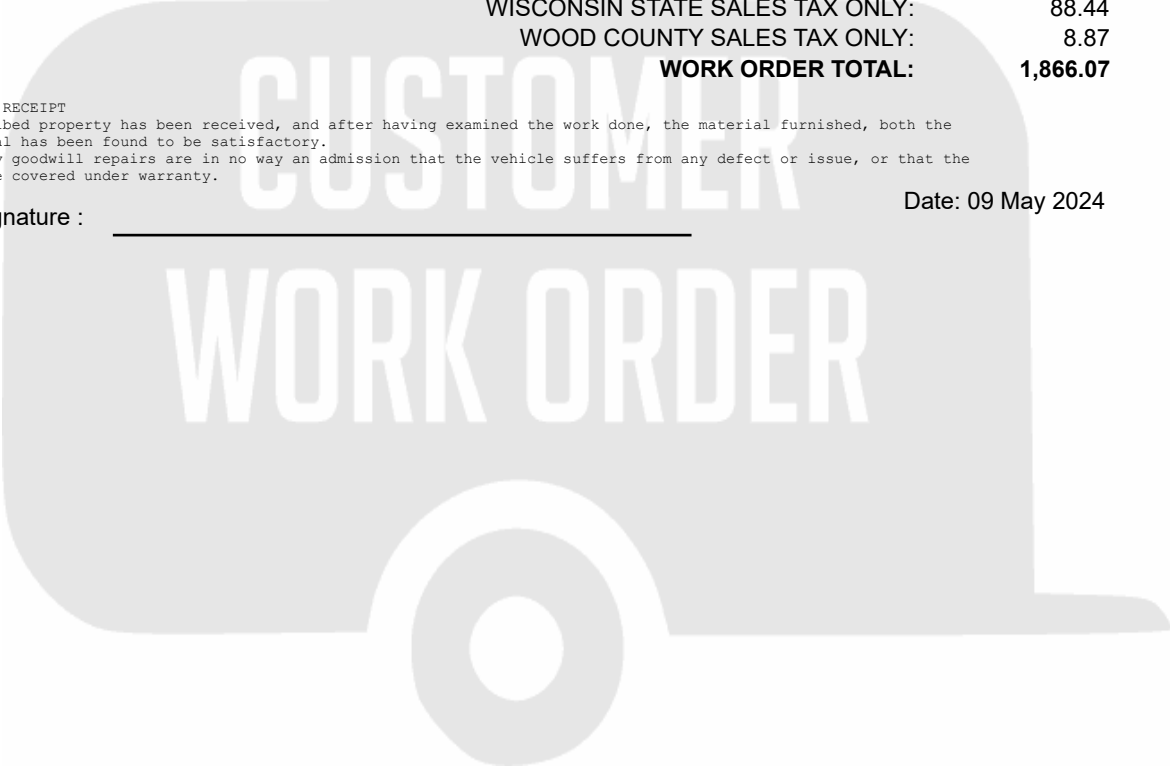 WISCONSIN STATE SALES TAX ONLY: 88.44
WOOD COUNTY SALES TAX ONLY: 8.87
WORK ORDER TOTAL: 1,866.07
RECEIPT
bed property has been received, and after having examined the work done, the material furnished, both the
al has been found to be satisfactory.
y goodwill repairs are in no way an admission that the vehicle suffers from any defect or issue, or that the
e covered under warranty.
Date: 09 May 2024
gnature :
CUSTOMER
WORK ORDER